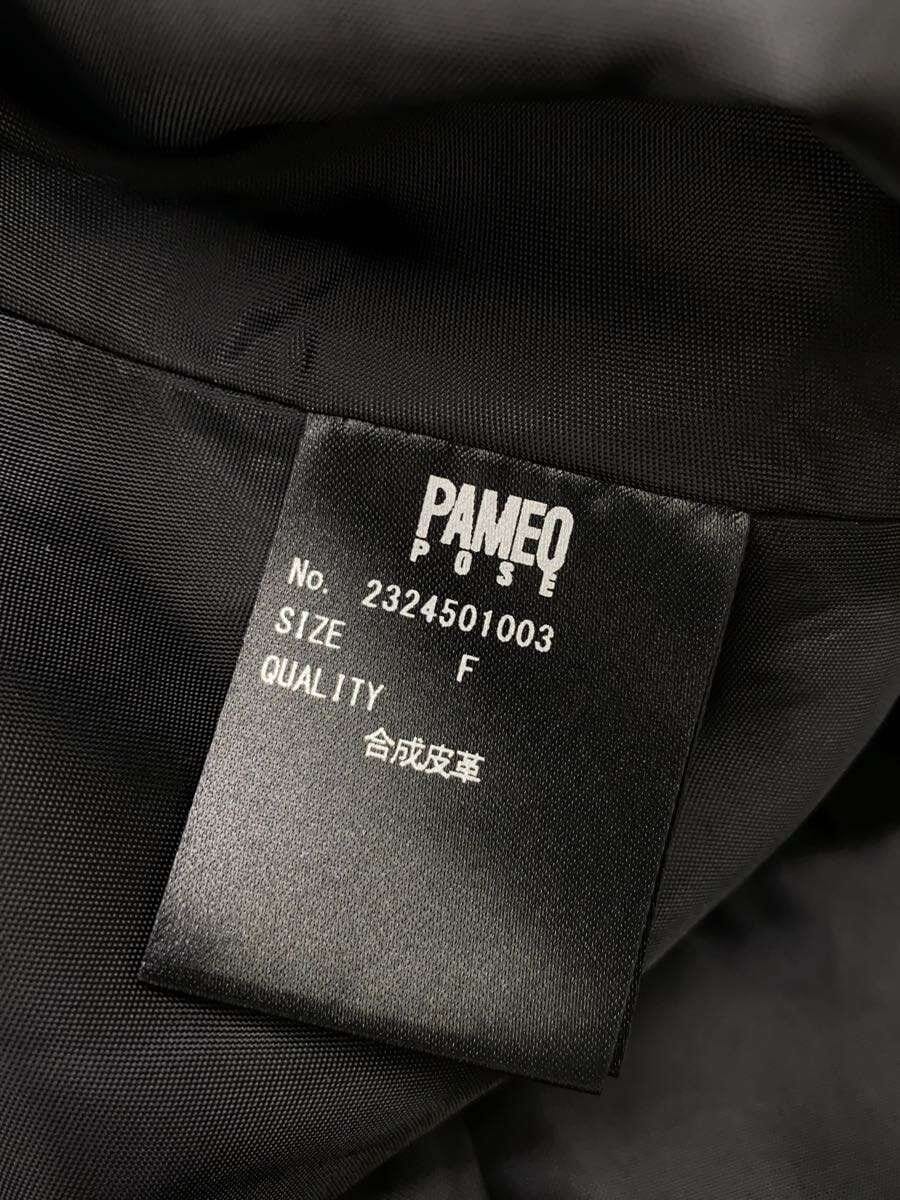 PAMEO
POSE
No. 2324501003
SIZE F
QUALITY
合成皮革